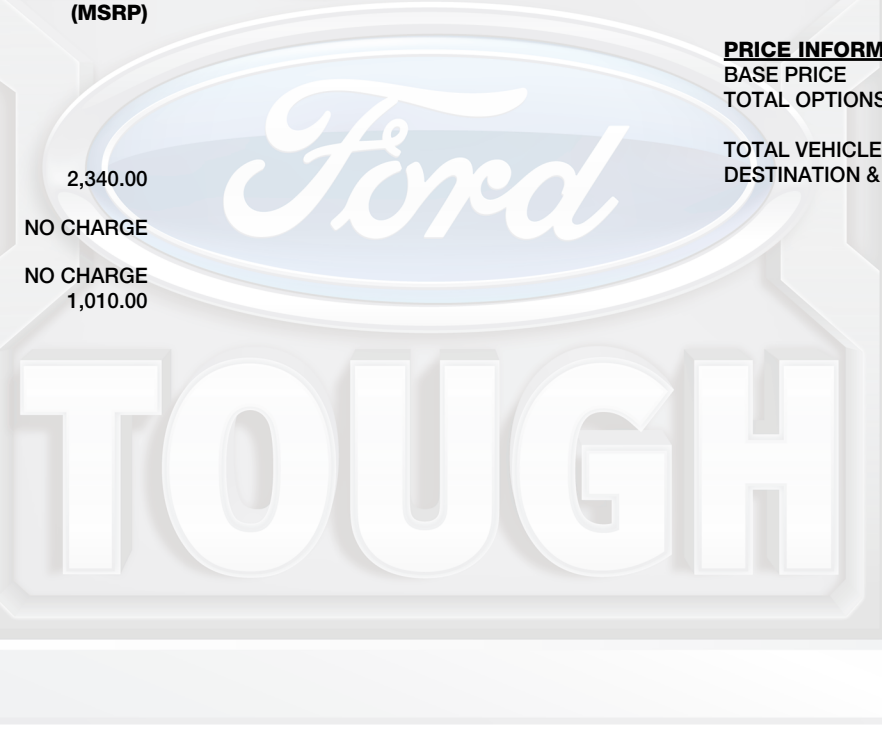 (MSRP)
2,340.00
NO CHARGE
NO CHARGE
1,010.00
PRICE INFORM
BASE PRICE
TOTAL OPTIONS
TOTAL VEHICLE
DESTINATION &
Ford
TOUGH